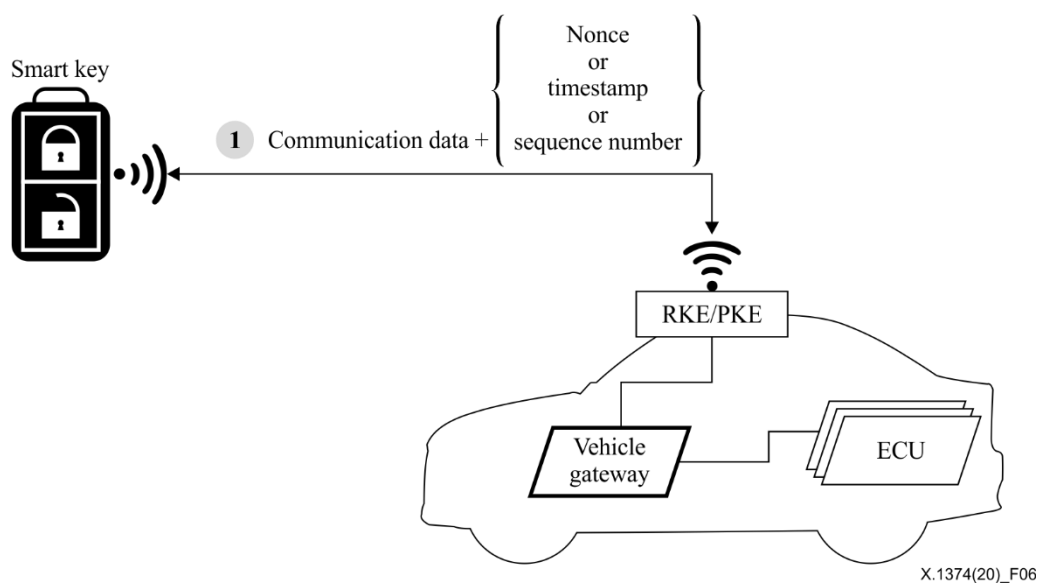 Smart key
1 Communication data +
Nonce
or
timestamp
or
sequence number
RKE/PKE
Vehicle
gateway
ECU
X.1374(20)_F06